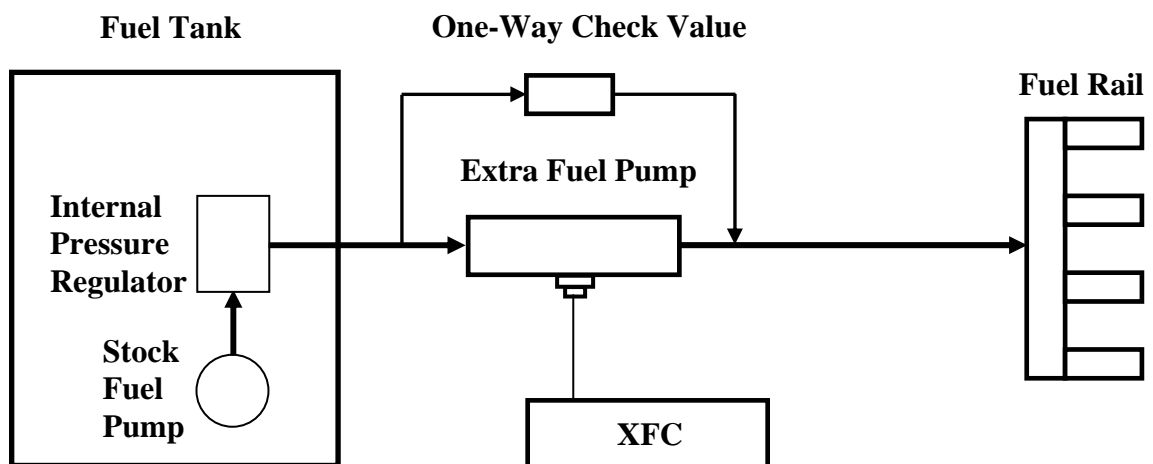 Fuel Tank
One-Way Check Value
Fuel Rail
Extra Fuel Pump
Internal
Pressure
Regulator
Stock
Fuel
Pump
XFC